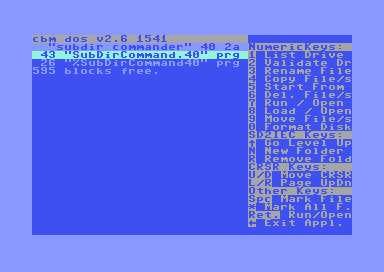 cbm dos v2.6 1541
"subdir commander" 40 2a
43 "SubDirCommand.40" prg
26 "%SubDirCommand40" prg
595 blocks free.
NumericKeys:
1 List Drive
2 Validate Dr
3 Rename File
4 Copy File/s
5 Start From
6 Del. File/s
7 Run / Open
8 Load / Open
9 Move File/s
0 Format Disk
SD2IEC Keys:
↑ Go Level Up
N New Folder
R Remove Fold
CRSR Keys:
U/D Move CRSR
L/R Page UpDn
Other Keys:
Spc Mark File
* Mark All F.
Ret. Run/Open
← Exit Appl.